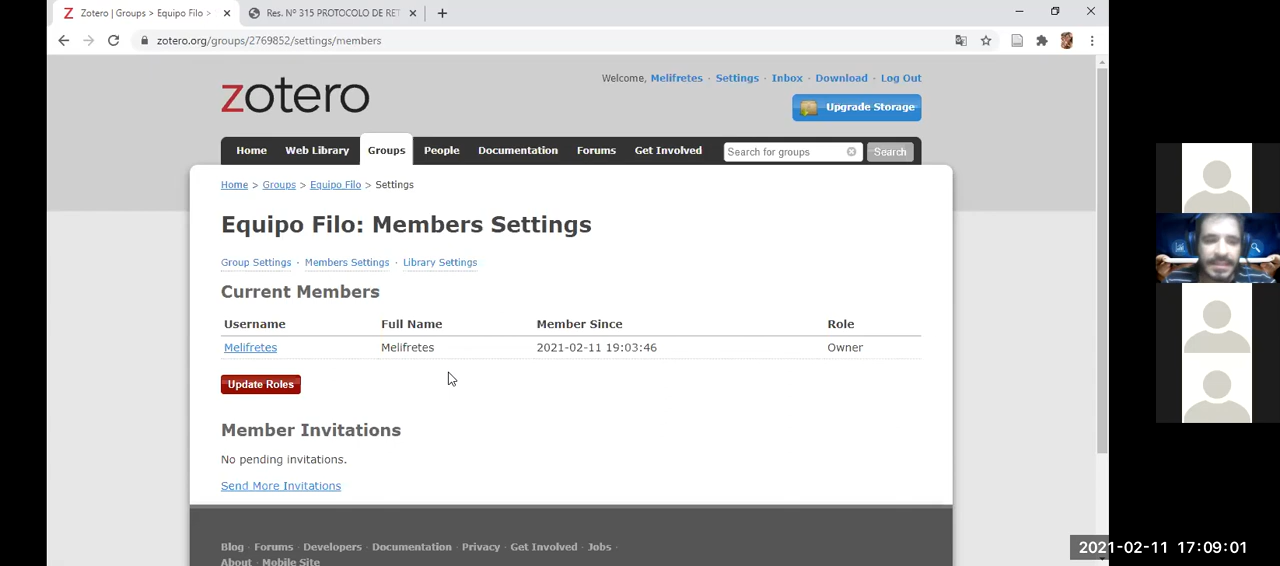 Zotero | Groups > Equipo Filo >
Res. Nº 315 PROTOCOLO DE RET
zotero.org/groups/2769852/settings/members
Welcome, Melifretes · Settings · Inbox · Download · Log Out
zotero
Upgrade Storage
Home Web Library Groups People Documentation Forums Get Involved Search for groups Search
Home > Groups > Equipo Filo > Settings
Equipo Filo: Members Settings
Group Settings · Members Settings · Library Settings
Current Members
Username Full Name Member Since Role
Melifretes Melifretes 2021-02-11 19:03:46 Owner
Update Roles
Member Invitations
No pending invitations.
Send More Invitations
Blog · Forums · Developers · Documentation · Privacy · Get Involved · Jobs ·
About · Mobile Site
2021-02-11 17:09:01